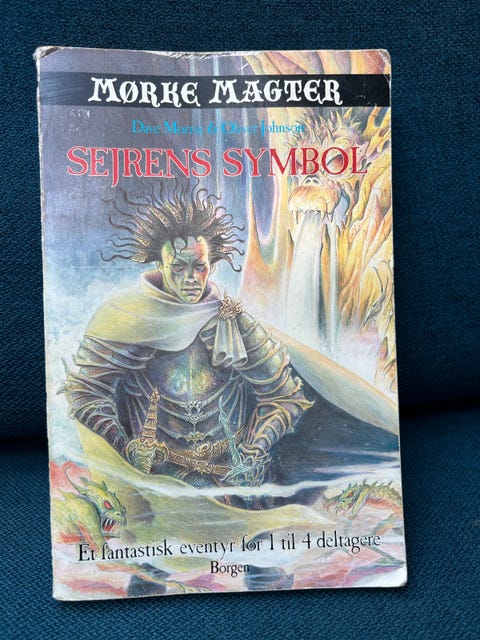 MØRKE MAGTER
Dave Morris & Oliver Johnson
SEJRENS SYMBOL
Et fantastisk eventyr for 1 til 4 deltagere
Borgen